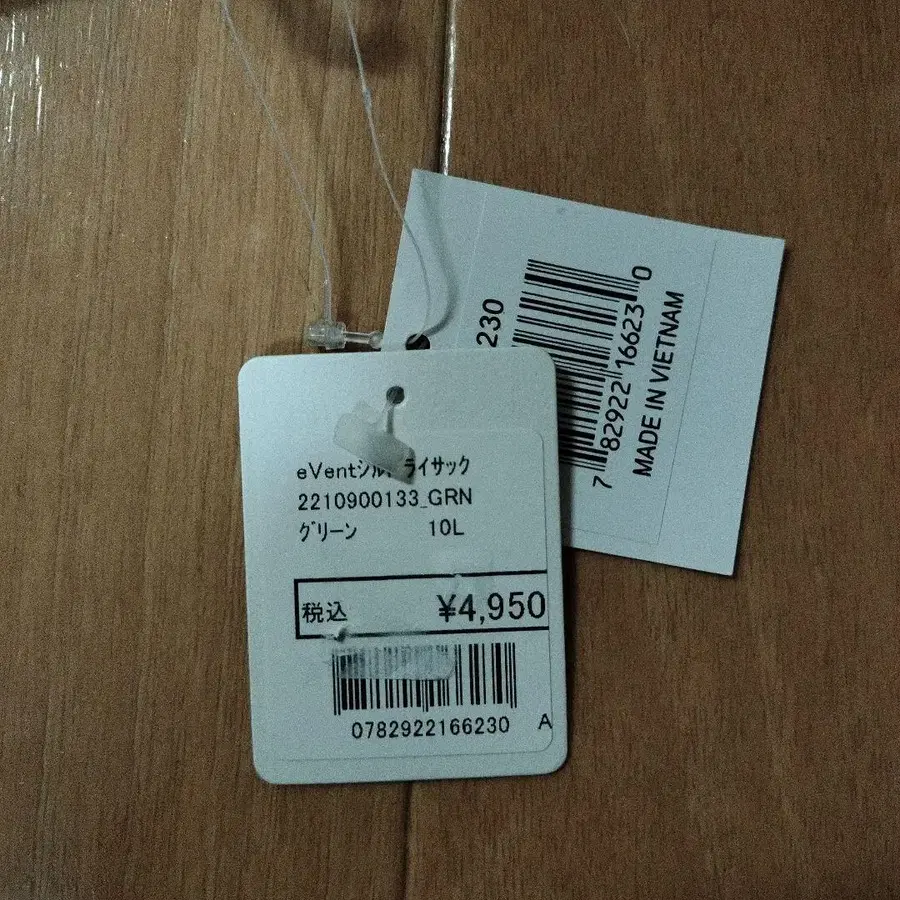 eVentシル ライサック
2210900133_GRN
グリーン 10L
税込 ¥4,950
0782922166230 A
230
7 82922 16623 0
MADE IN VIETNAM